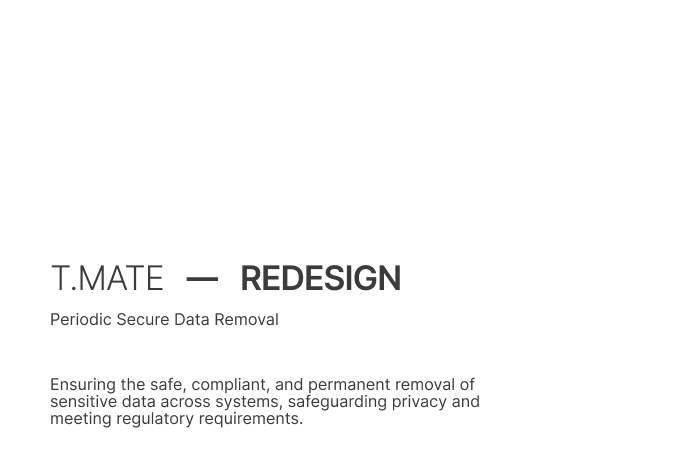 T.MATE — REDESIGN
Periodic Secure Data Removal
Ensuring the safe, compliant, and permanent removal of
sensitive data across systems, safeguarding privacy and
meeting regulatory requirements.